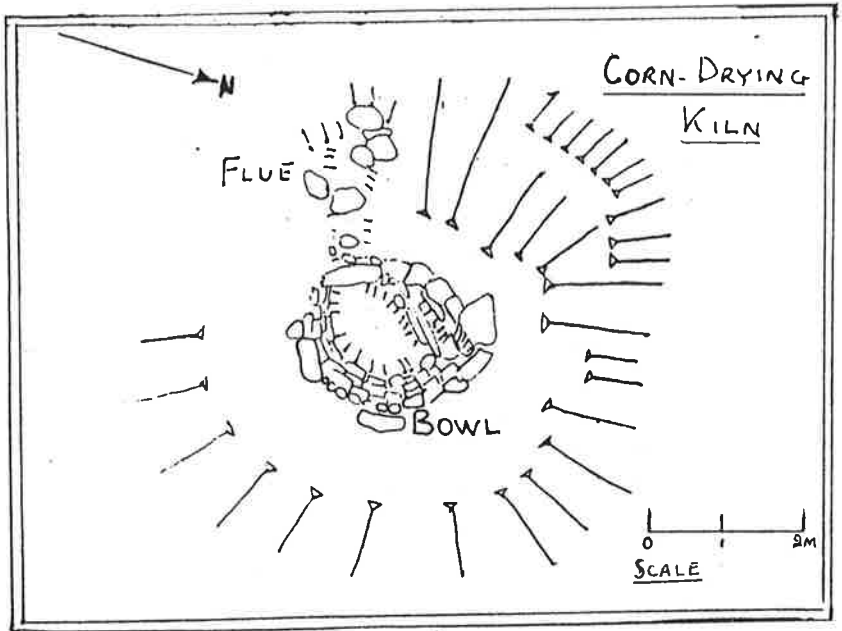 CORN-DRYING
KILN
N
FLUE
BOWL
0 1 2M
SCALE